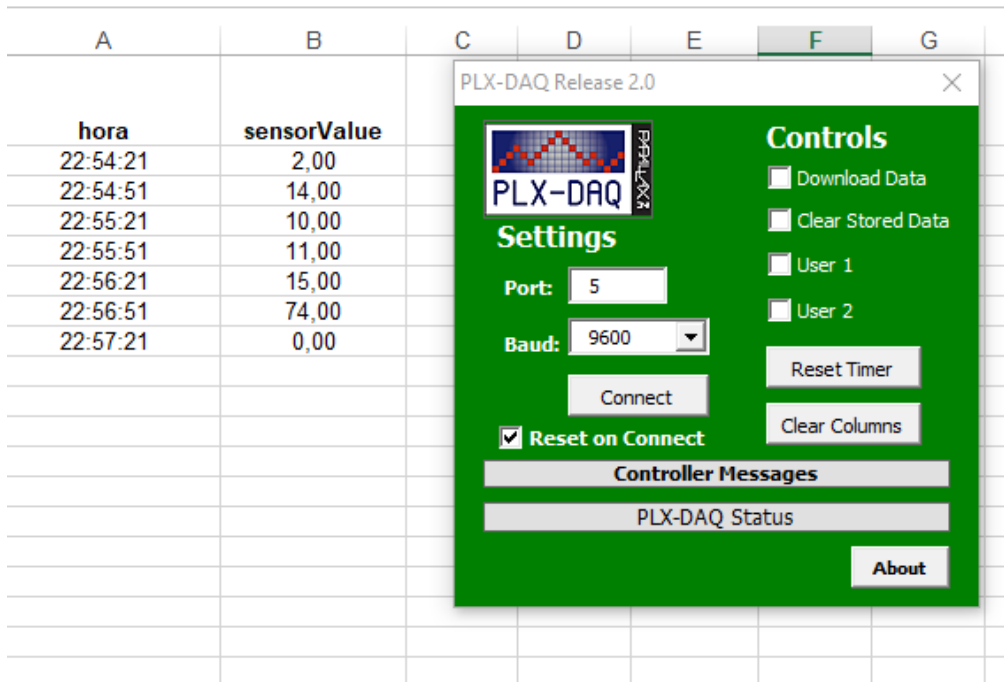 A B C D E F G
hora sensorValue
22:54:21 2,00
22:54:51 14,00
22:55:21 10,00
22:55:51 11,00
22:56:21 15,00
22:56:51 74,00
22:57:21 0,00
PLX-DAQ Release 2.0
PLX-DAQ
PARALLAX
Settings
Port: 5
Baud: 9600
Connect
Reset on Connect
Controls
Download Data
Clear Stored Data
User 1
User 2
Reset Timer
Clear Columns
Controller Messages
PLX-DAQ Status
About